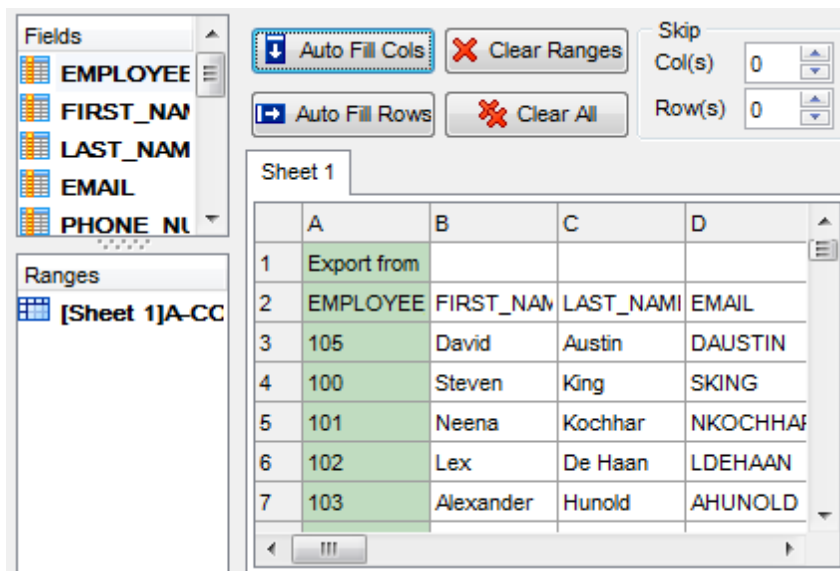 Fields
EMPLOYEE
FIRST_NAM
LAST_NAM
EMAIL
PHONE_NU
Ranges
[Sheet 1]A-CO
Auto Fill Cols
Clear Ranges
Auto Fill Rows
Clear All
Skip
Col(s) 0
Row(s) 0
Sheet 1
A B C D
1 Export from
2 EMPLOYEE FIRST_NAM LAST_NAM EMAIL
3 105 David Austin DAUSTIN
4 100 Steven King SKING
5 101 Neena Kochhar NKOCHHAR
6 102 Lex De Haan LDEHAAN
7 103 Alexander Hunold AHUNOLD